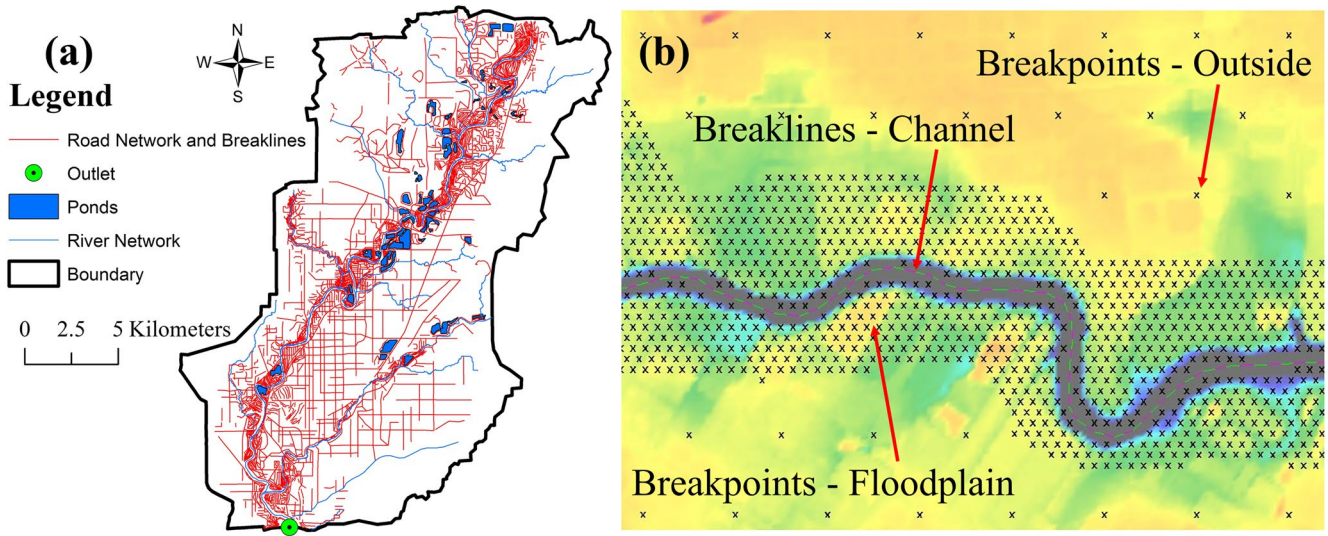 (a)
N
W E
S
Legend
Road Network and Breaklines
Outlet
Ponds
River Network
Boundary
0 2.5 5 Kilometers
(b)
Breakpoints - Outside
Breaklines - Channel
Breakpoints - Floodplain